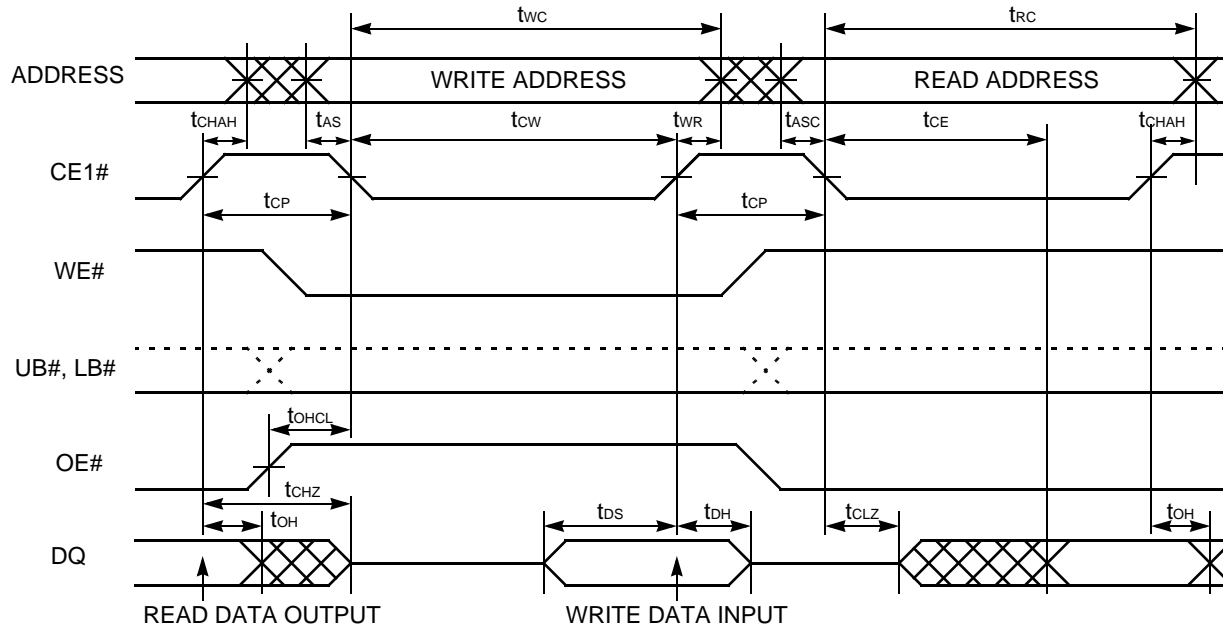 tWC tRC
ADDRESS WRITE ADDRESS READ ADDRESS
tCHAH tAS tCW tWR tASC tCE tCHAH
CE1#
tCP tCP
WE#
UB#, LB#
tOHCL
OE#
tCHZ
tOH tDS tDH tCLZ tOH
DQ
READ DATA OUTPUT WRITE DATA INPUT